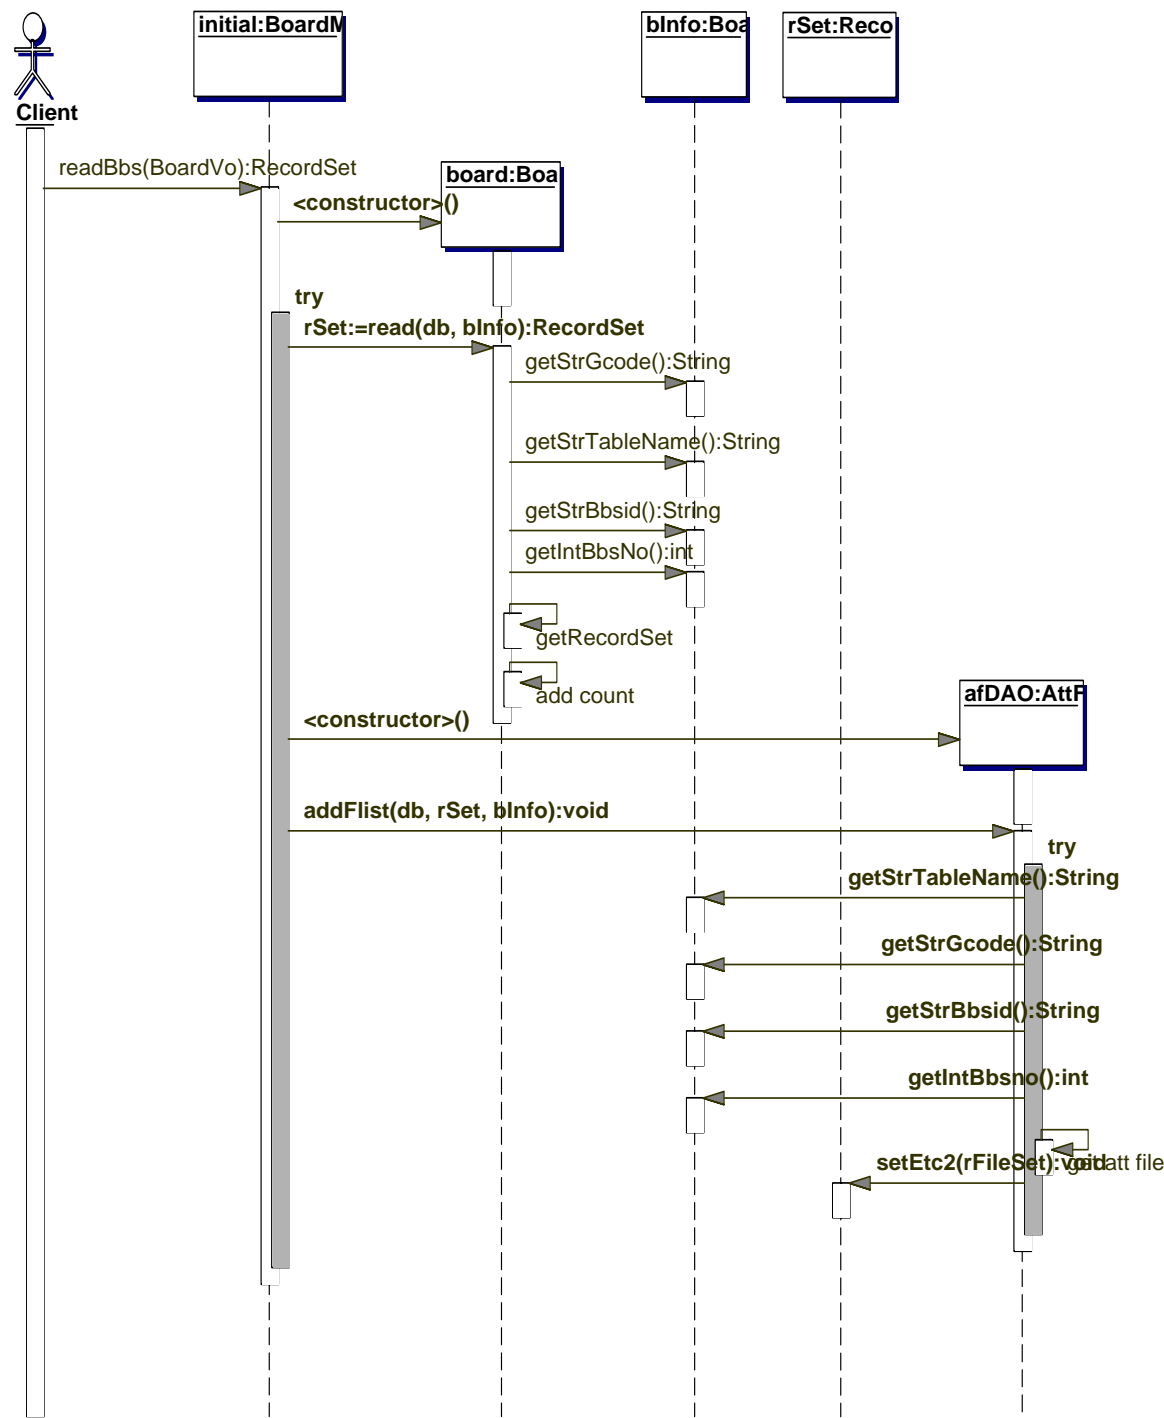 initial:BoardM
bInfo:Boa
rSet:Reco
Client
readBbs(BoardVo):RecordSet
board:Boa
<constructor>()
try
rSet:=read(db, bInfo):RecordSet
getStrGcode():String
getStrTableName():String
getStrBbsid():String
getIntBbsNo():int
getRecordSet
add count
afDAO:AttF
<constructor>()
addFlist(db, rSet, bInfo):void
try
getStrTableName():String
getStrGcode():String
getStrBbsid():String
getIntBbsno():int
setEtc2(rFileSet):void
get att file